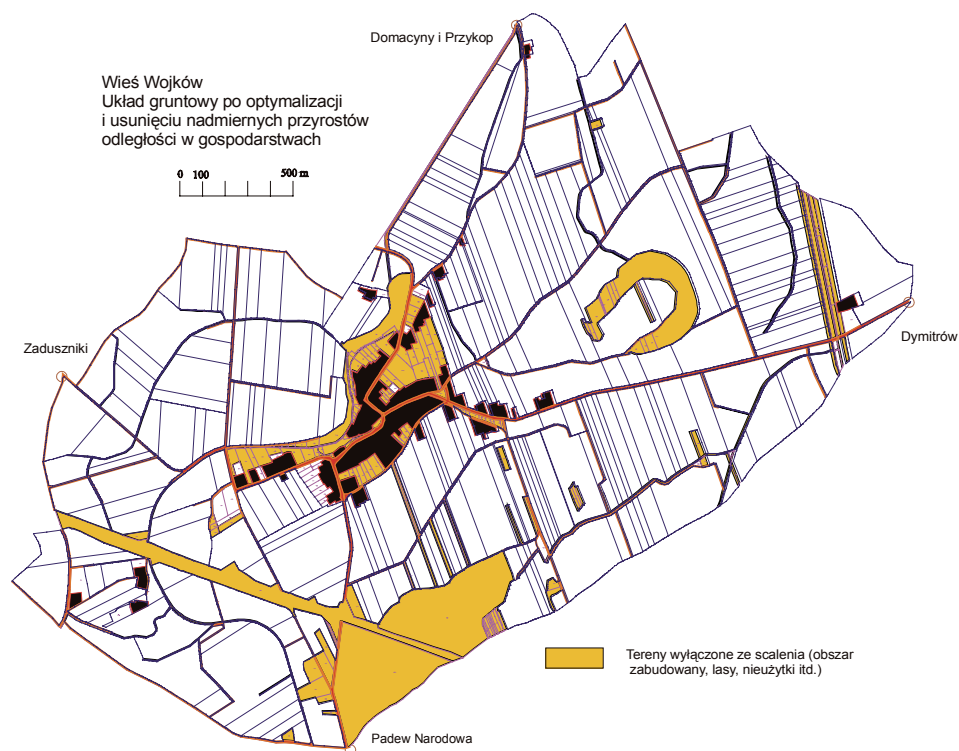 Domacyny i Przykop
Wieś Wojków
Układ gruntowy po optymalizacji
i usunięciu nadmiernych przyrostów
odległości w gospodarstwach
0 100 500 m
Zaduszniki
Dymitrów
Tereny wyłączone ze scalenia (obszar
zabudowany, lasy, nieużytki itd.)
Padew Narodowa